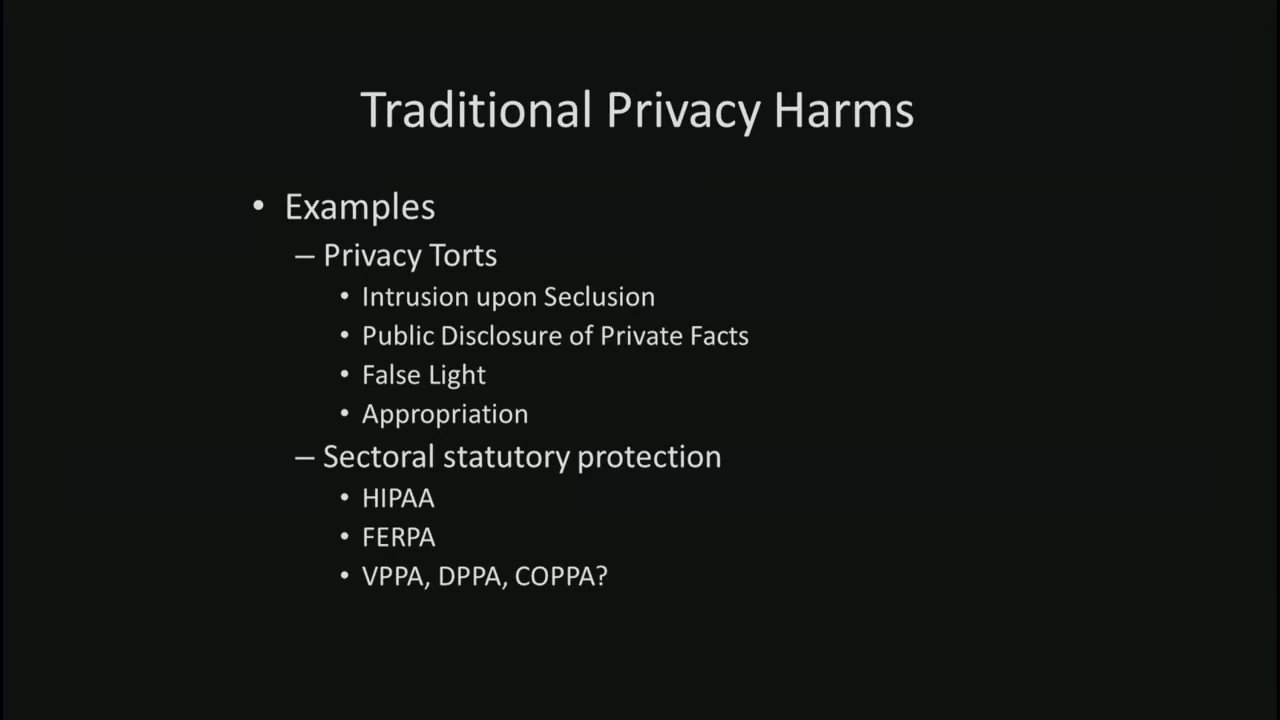 Traditional Privacy Harms
• Examples
– Privacy Torts
• Intrusion upon Seclusion
• Public Disclosure of Private Facts
• False Light
• Appropriation
– Sectoral statutory protection
• HIPAA
• FERPA
• VPPA, DPPA, COPPA?